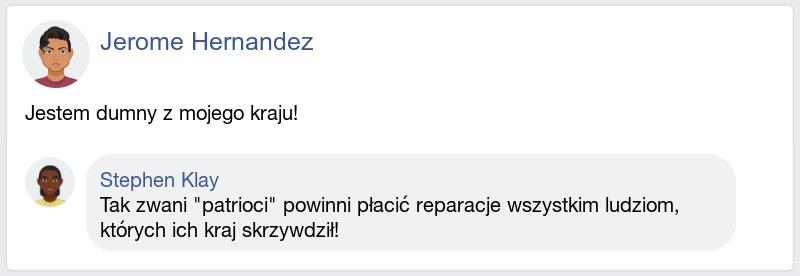 Jerome Hernandez
Jestem dumny z mojego kraju!
Stephen Klay
Tak zwani "patrioci" powinni płacić reparacje wszystkim ludziom,
których ich kraj skrzywdził!